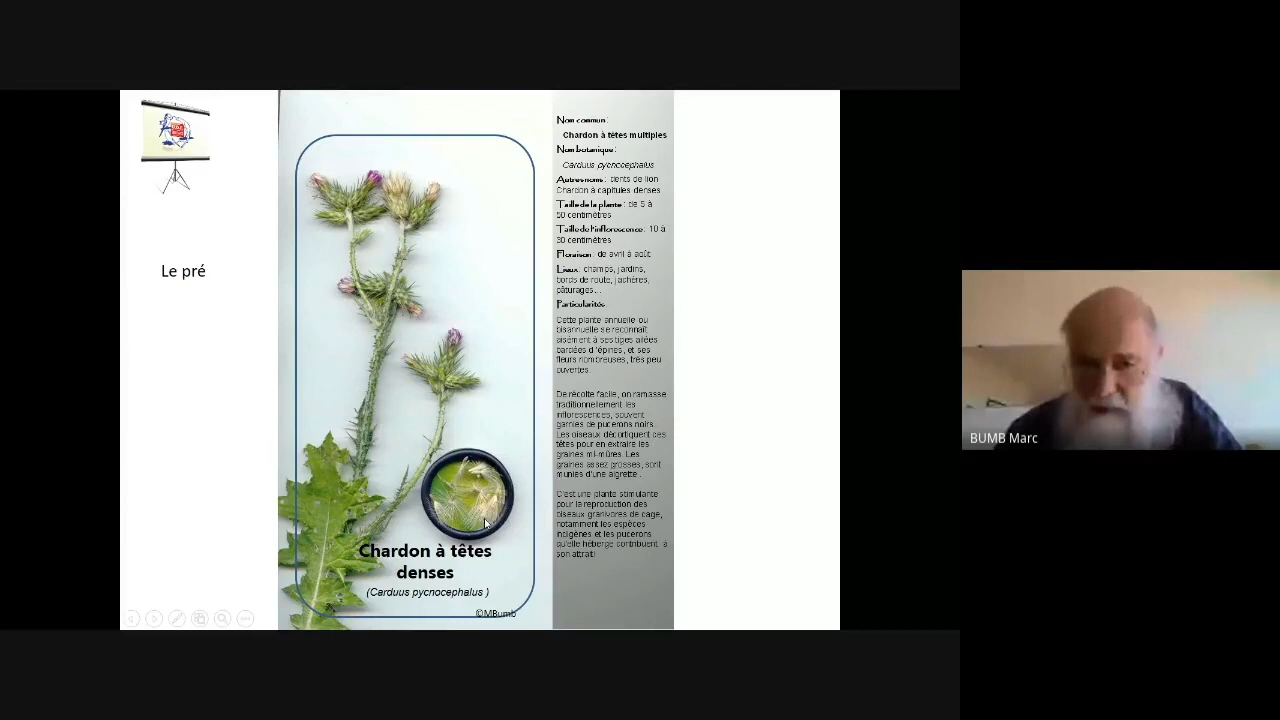 Le pré
Chardon à têtes
denses
(Carduus pycnocephalus )
©MBumb
Nom commun:
Chardon à têtes multiples
Nom botanique:
Carduus pycnocephalus
Autres noms: dents de lion
Chardon à capitules denses
Taille de la plante: de 5 à
50 centimètres
Taille de l'inflorescence: 10 à
30 centimètres
Floraison: de avril à août
Lieux: champs, jardins,
bords de route, jachères,
pâturages...
Particularités
Cette plante annuelle ou
bisannuelle se reconnaît
aisément à ses tiges ailées
bardées d'épines, et ses
fleurs nombreuses, très peu
ouvertes.
De récolte facile, on ramasse
traditionnellement les
inflorescences, souvent
garnies de pucerons noirs.
Les oiseaux décortiquent ces
têtes pour en extraire les
graines mi-mûres. Les
graines assez grosses, sont
munies d'une aigrette .
C'est une plante stimulante
pour la reproduction des
oiseaux granivores de cage,
notamment les espèces
indigènes et les pucerons
qu'elle héberge contribuent à
son attrait!
BUMB Marc